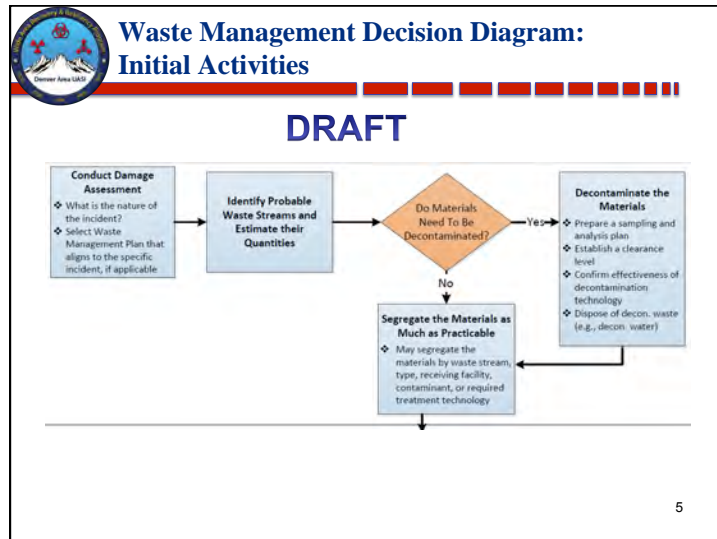 Waste Management Decision Diagram:
Initial Activities
Denver Area UASI
DRAFT
Conduct Damage
Assessment
❖ What is the nature of
the incident?
❖ Select Waste
Management Plan that
aligns to the specific
incident, if applicable
Identify Probable
Waste Streams and
Estimate their
Quantities
Do Materials
Need To Be
Decontaminated?
Yes
No
Decontaminate the
Materials
❖ Prepare a sampling and
analysis plan
❖ Establish a clearance
level
❖ Confirm effectiveness of
decontamination
technology
❖ Dispose of decon. waste
(e.g., decon water)
Segregate the Materials as
Much as Practicable
❖ May segregate the
materials by waste stream,
type, receiving facility,
contaminant, or required
treatment technology
5